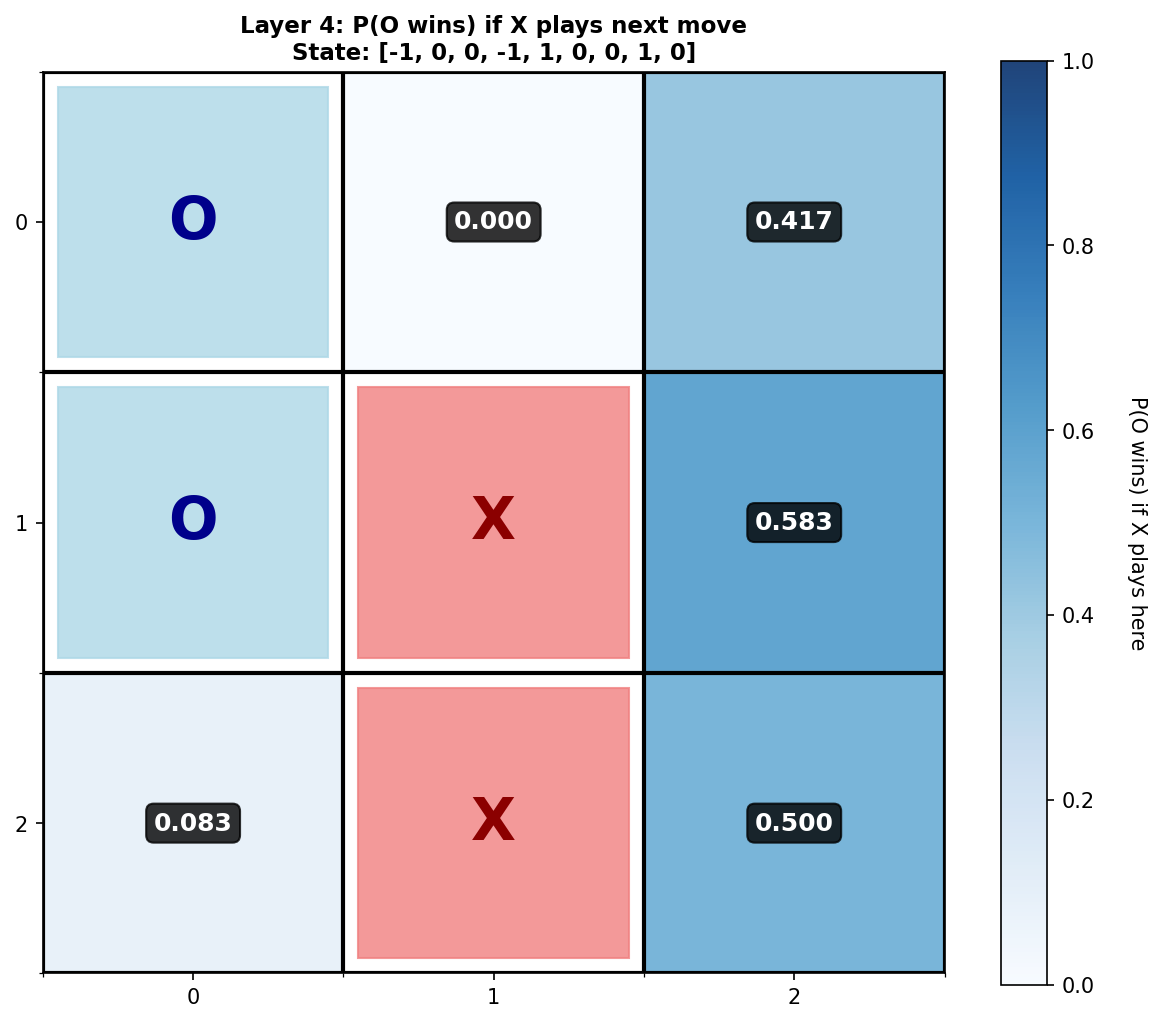 Layer 4: P(O wins) if X plays next move
State: [-1, 0, 0, -1, 1, 0, 0, 1, 0]
0
O
0.000
0.417
1
O
X
0.583
2
0.083
X
0.500
0
1
2
1.0
0.8
0.6
0.4
0.2
0.0
P(O wins) if X plays here